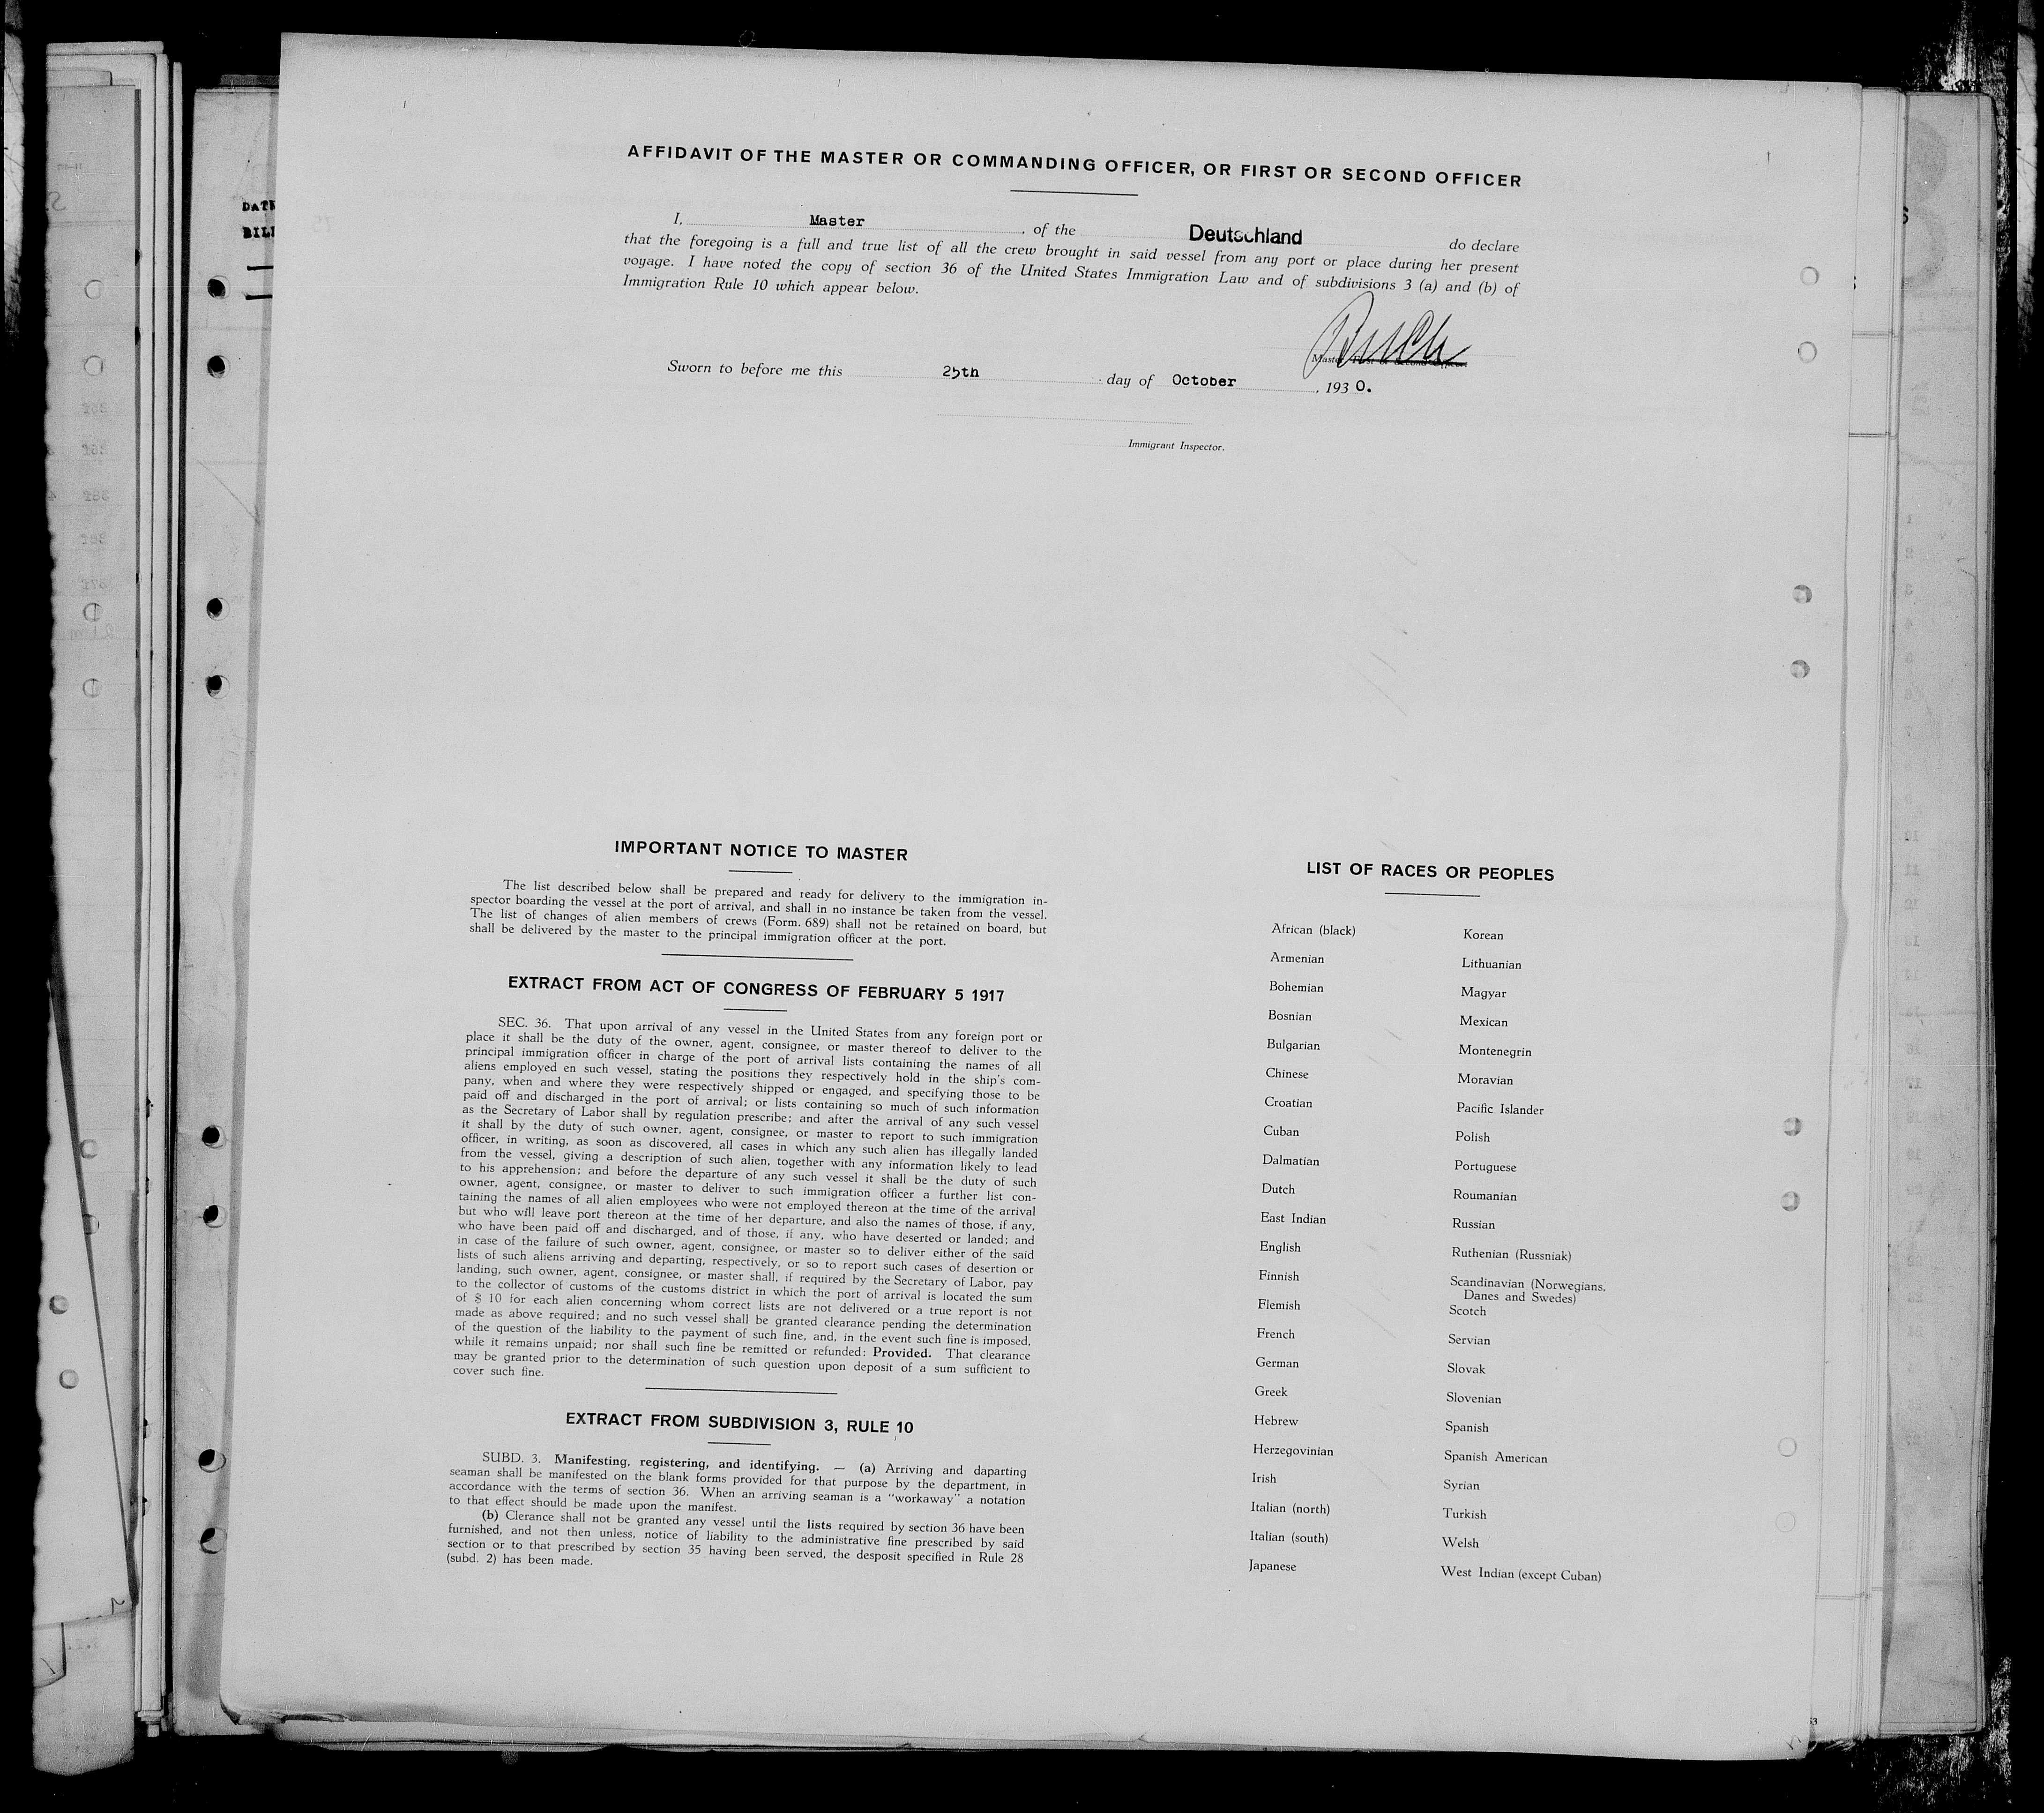 AFFIDAVIT OF THE MASTER OR COMMANDING OFFICER, OR FIRST OR SECOND OFFICER
I, Master, of the Deutschland do declare
that the foregoing is a full and true list of all the crew brought in said vessel from any port or place during her present
voyage. I have noted the copy of section 36 of the United States Immigration Law and of subdivisions 3 (a) and (b) of
Immigration Rule 10 which appear below.
Master, First or Second Officer.
Sworn to before me this 25th day of October, 1930.
Immigrant Inspector.
DATE
BILL
IMPORTANT NOTICE TO MASTER
The list described below shall be prepared and ready for delivery to the immigration in-
spector boarding the vessel at the port of arrival, and shall in no instance be taken from the vessel.
The list of changes of alien members of crews (Form. 689) shall not be retained on board, but
shall be delivered by the master to the principal immigration officer at the port.
EXTRACT FROM ACT OF CONGRESS OF FEBRUARY 5 1917
SEC. 36. That upon arrival of any vessel in the United States from any foreign port or
place it shall be the duty of the owner, agent, consignee, or master thereof to deliver to the
principal immigration officer in charge of the port of arrival lists containing the names of all
aliens employed en such vessel, stating the positions they respectively hold in the ship's com-
pany, when and where they were respectively shipped or engaged, and specifying those to be
paid off and discharged in the port of arrival; or lists containing so much of such information
as the Secretary of Labor shall by regulation prescribe; and after the arrival of any such vessel
it shall by the duty of such owner, agent, consignee, or master to report to such immigration
officer, in writing, as soon as discovered, all cases in which any such alien has illegally landed
from the vessel, giving a description of such alien, together with any information likely to lead
to his apprehension; and before the departure of any such vessel it shall be the duty of such
owner, agent, consignee, or master to deliver to such immigration officer a further list con-
taining the names of all alien employees who were not employed thereon at the time of the arrival
but who will leave port thereon at the time of her departure, and also the names of those, if any,
who have been paid off and discharged, and of those, if any, who have deserted or landed; and
in case of the failure of such owner, agent, consignee, or master so to deliver either of the said
lists of such aliens arriving and departing, respectively, or so to report such cases of desertion or
landing, such owner, agent, consignee, or master shall, if required by the Secretary of Labor, pay
to the collector of customs of the customs district in which the port of arrival is located the sum
of $ 10 for each alien concerning whom correct lists are not delivered or a true report is not
made as above required; and no such vessel shall be granted clearance pending the determination
of the question of the liability to the payment of such fine, and, in the event such fine is imposed,
while it remains unpaid; nor shall such fine be remitted or refunded: Provided. That clearance
may be granted prior to the determination of such question upon deposit of a sum sufficient to
cover such fine.
EXTRACT FROM SUBDIVISION 3, RULE 10
SUBD. 3. Manifesting, registering, and identifying. — (a) Arriving and daparting
seaman shall be manifested on the blank forms provided for that purpose by the department, in
accordance with the terms of section 36. When an arriving seaman is a "workaway" a notation
to that effect should be made upon the manifest.
(b) Clerance shall not be granted any vessel until the lists required by section 36 have been
furnished, and not then unless, notice of liability to the administrative fine prescribed by said
section or to that prescribed by section 35 having been served, the desposit specified in Rule 28
(subd. 2) has been made.
LIST OF RACES OR PEOPLES
African (black)
Armenian
Bohemian
Bosnian
Bulgarian
Chinese
Croatian
Cuban
Dalmatian
Dutch
East Indian
English
Finnish
Flemish
French
German
Greek
Hebrew
Herzegovinian
Irish
Italian (north)
Italian (south)
Japanese
Korean
Lithuanian
Magyar
Mexican
Montenegrin
Moravian
Pacific Islander
Polish
Portuguese
Roumanian
Russian
Ruthenian (Russniak)
Scandinavian (Norwegians.
Danes and Swedes)
Scotch
Servian
Slovak
Slovenian
Spanish
Spanish American
Syrian
Turkish
Welsh
West Indian (except Cuban)